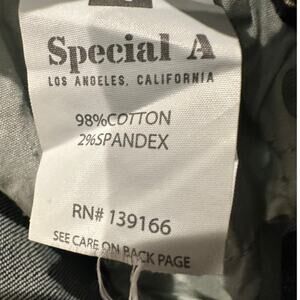 Special A
LOS ANGELES, CALIFORNIA
98%COTTON
2%SPANDEX
RN# 139166
SEE CARE ON BACK PAGE